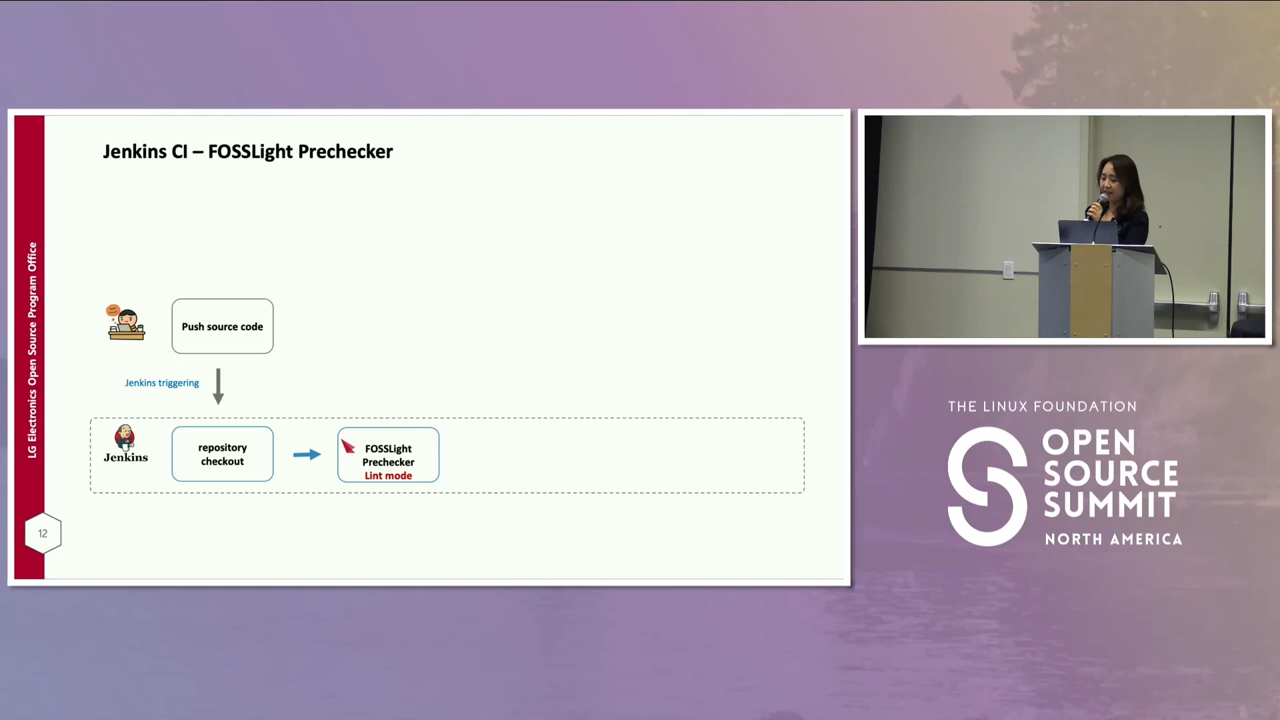 Jenkins CI – FOSSLight Prechecker
LG Electronics Open Source Program Office
Push source code
Jenkins triggering
Jenkins
repository
checkout
FOSSLight
Prechecker
Lint mode
12
THE LINUX FOUNDATION
OPEN
SOURCE
SUMMIT
NORTH AMERICA